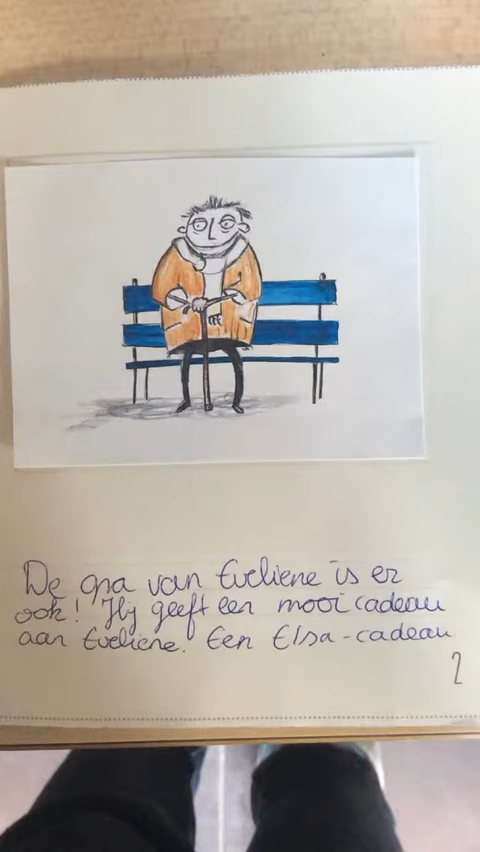 De opa van Eveliene is er
ook! Hij geeft een mooi cadeau
aan Eveliene. Een Elsa-cadeau
2